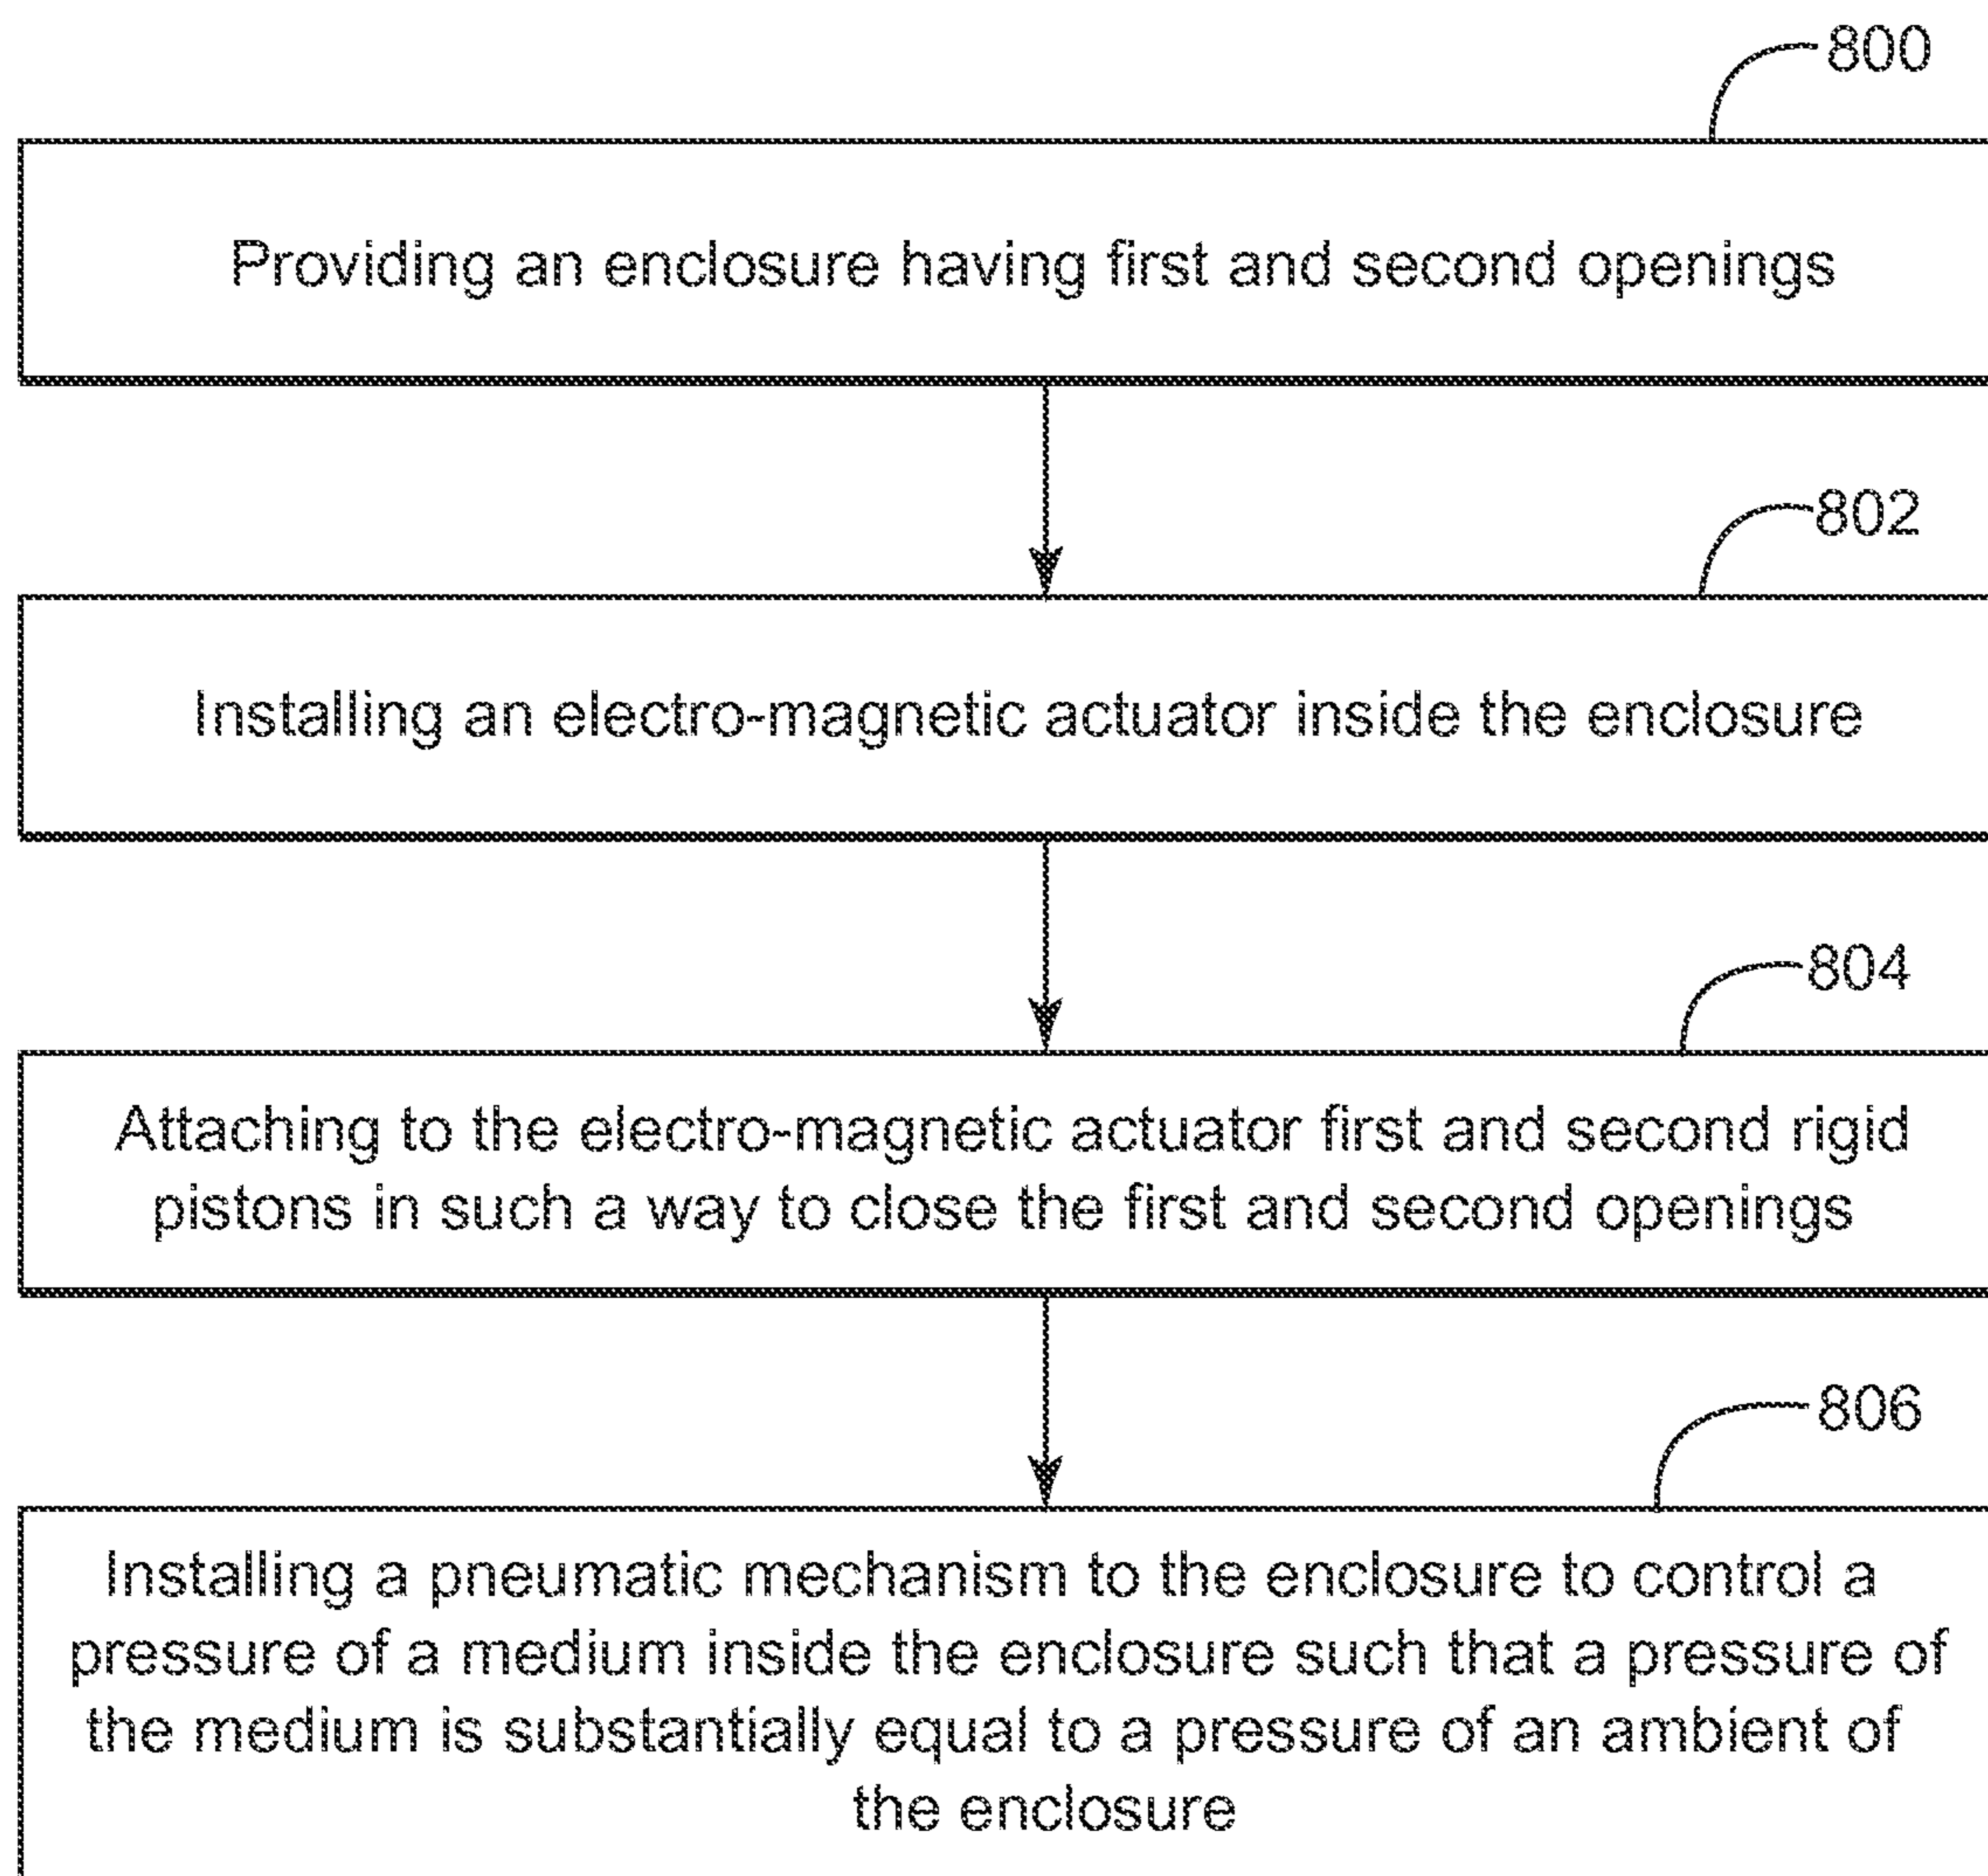 800
Providing an enclosure having first and second openings
802
Installing an electro-magnetic actuator inside the enclosure
804
Attaching to the electro-magnetic actuator first and second rigid
pistons in such a way to close the first and second openings
806
Installing a pneumatic mechanism to the enclosure to control a
pressure of a medium inside the enclosure such that a pressure of
the medium is substantially equal to a pressure of an ambient of
the enclosure